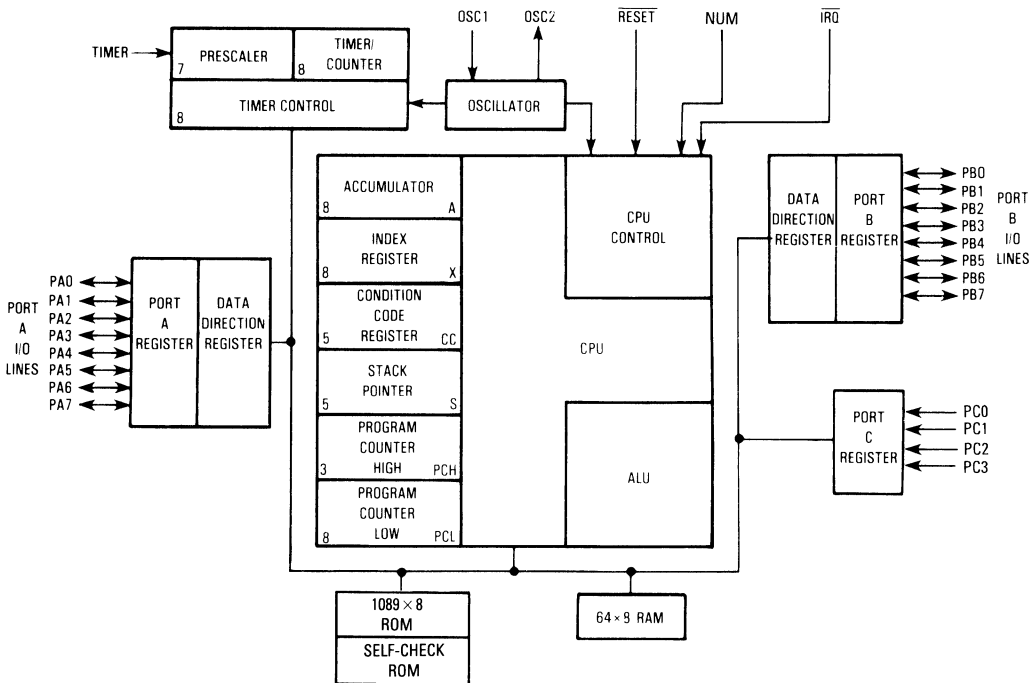 OSC1 OSC2 RESET NUM IRQ
TIMER
PRESCALER
7
TIMER/
COUNTER
8
TIMER CONTROL
8
OSCILLATOR
ACCUMULATOR
8 A
INDEX
REGISTER
8 X
CONDITION
CODE
REGISTER
5 CC
STACK
POINTER
5 S
PROGRAM
COUNTER
HIGH
3 PCH
PROGRAM
COUNTER
LOW
8 PCL
CPU
CONTROL
CPU
ALU
PORT
A
I/O
LINES
PA0
PA1
PA2
PA3
PA4
PA5
PA6
PA7
PORT
A
REGISTER
DATA
DIRECTION
REGISTER
DATA
DIRECTION
REGISTER
PORT
B
REGISTER
PB0
PB1
PB2
PB3
PB4
PB5
PB6
PB7
PORT
B
I/O
LINES
PORT
C
REGISTER
PC0
PC1
PC2
PC3
1089×8
ROM
SELF-CHECK
ROM
64×8 RAM